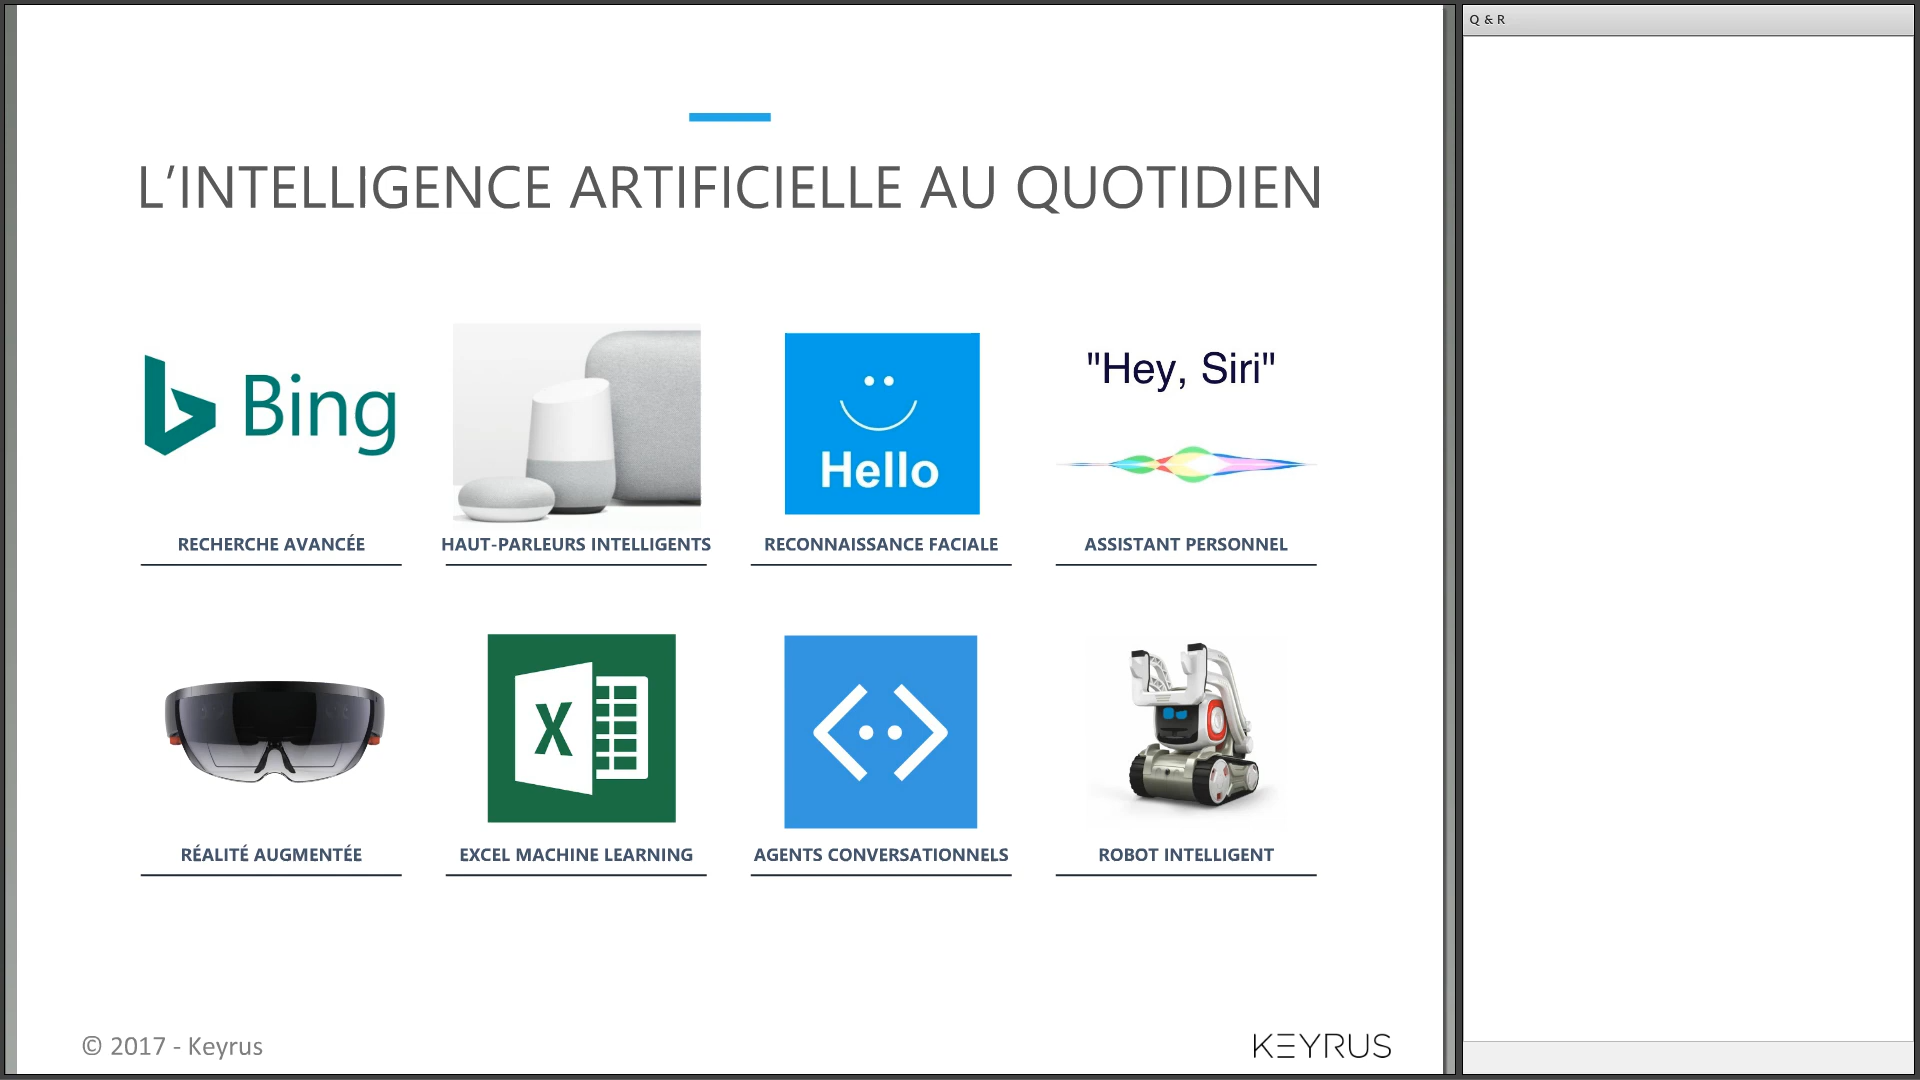 Q & R
L’INTELLIGENCE ARTIFICIELLE AU QUOTIDIEN
Bing
Hello
"Hey, Siri"
RECHERCHE AVANCÉE
HAUT-PARLEURS INTELLIGENTS
RECONNAISSANCE FACIALE
ASSISTANT PERSONNEL
X
RÉALITÉ AUGMENTÉE
EXCEL MACHINE LEARNING
AGENTS CONVERSATIONNELS
ROBOT INTELLIGENT
© 2017 - Keyrus
KEYRUS